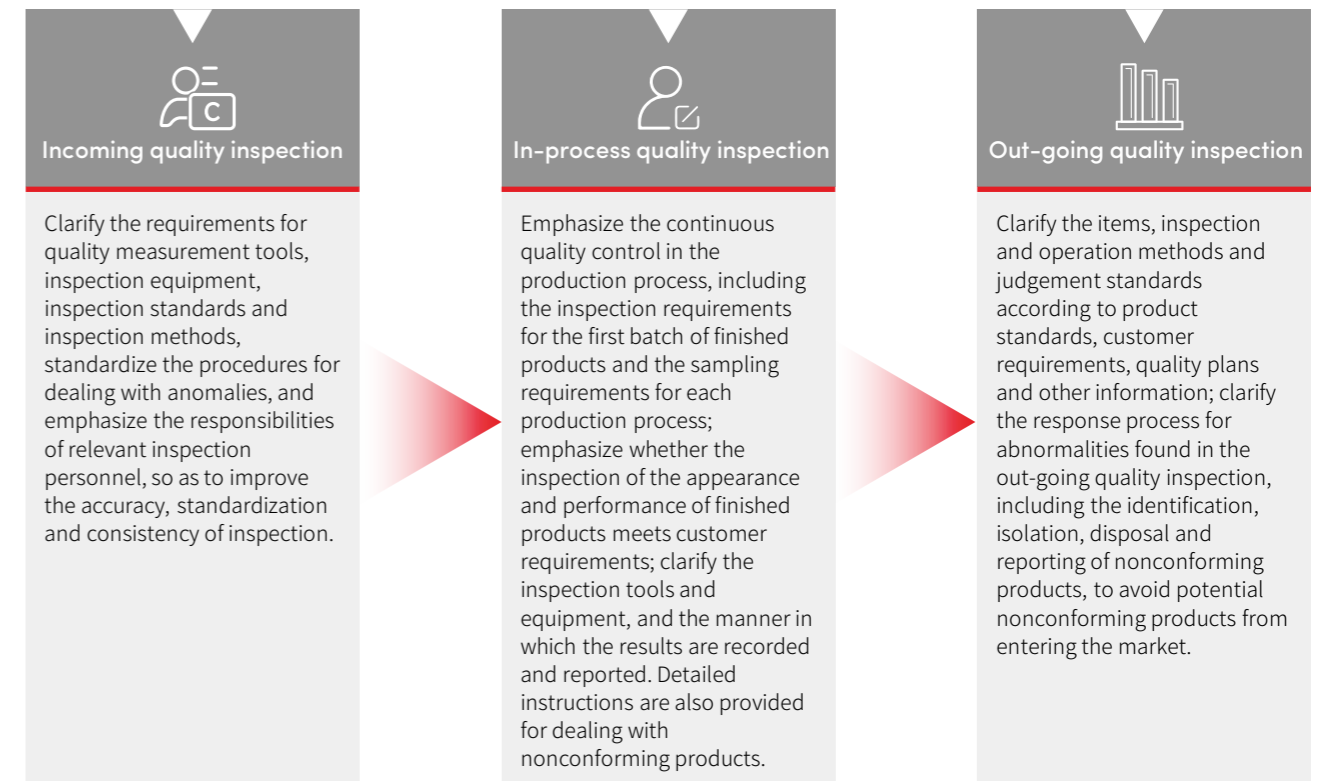 C
Incoming quality inspection
Clarify the requirements for
quality measurement tools,
inspection equipment,
inspection standards and
inspection methods,
standardize the procedures for
dealing with anomalies, and
emphasize the responsibilities
of relevant inspection
personnel, so as to improve
the accuracy, standardization
and consistency of inspection.
In-process quality inspection
Emphasize the continuous
quality control in the
production process, including
the inspection requirements
for the first batch of finished
products and the sampling
requirements for each
production process;
emphasize whether the
inspection of the appearance
and performance of finished
products meets customer
requirements; clarify the
inspection tools and
equipment, and the manner in
which the results are recorded
and reported. Detailed
instructions are also provided
for dealing with
nonconforming products.
Out-going quality inspection
Clarify the items, inspection
and operation methods and
judgement standards
according to product
standards, customer
requirements, quality plans
and other information; clarify
the response process for
abnormalities found in the
out-going quality inspection,
including the identification,
isolation, disposal and
reporting of nonconforming
products, to avoid potential
nonconforming products from
entering the market.